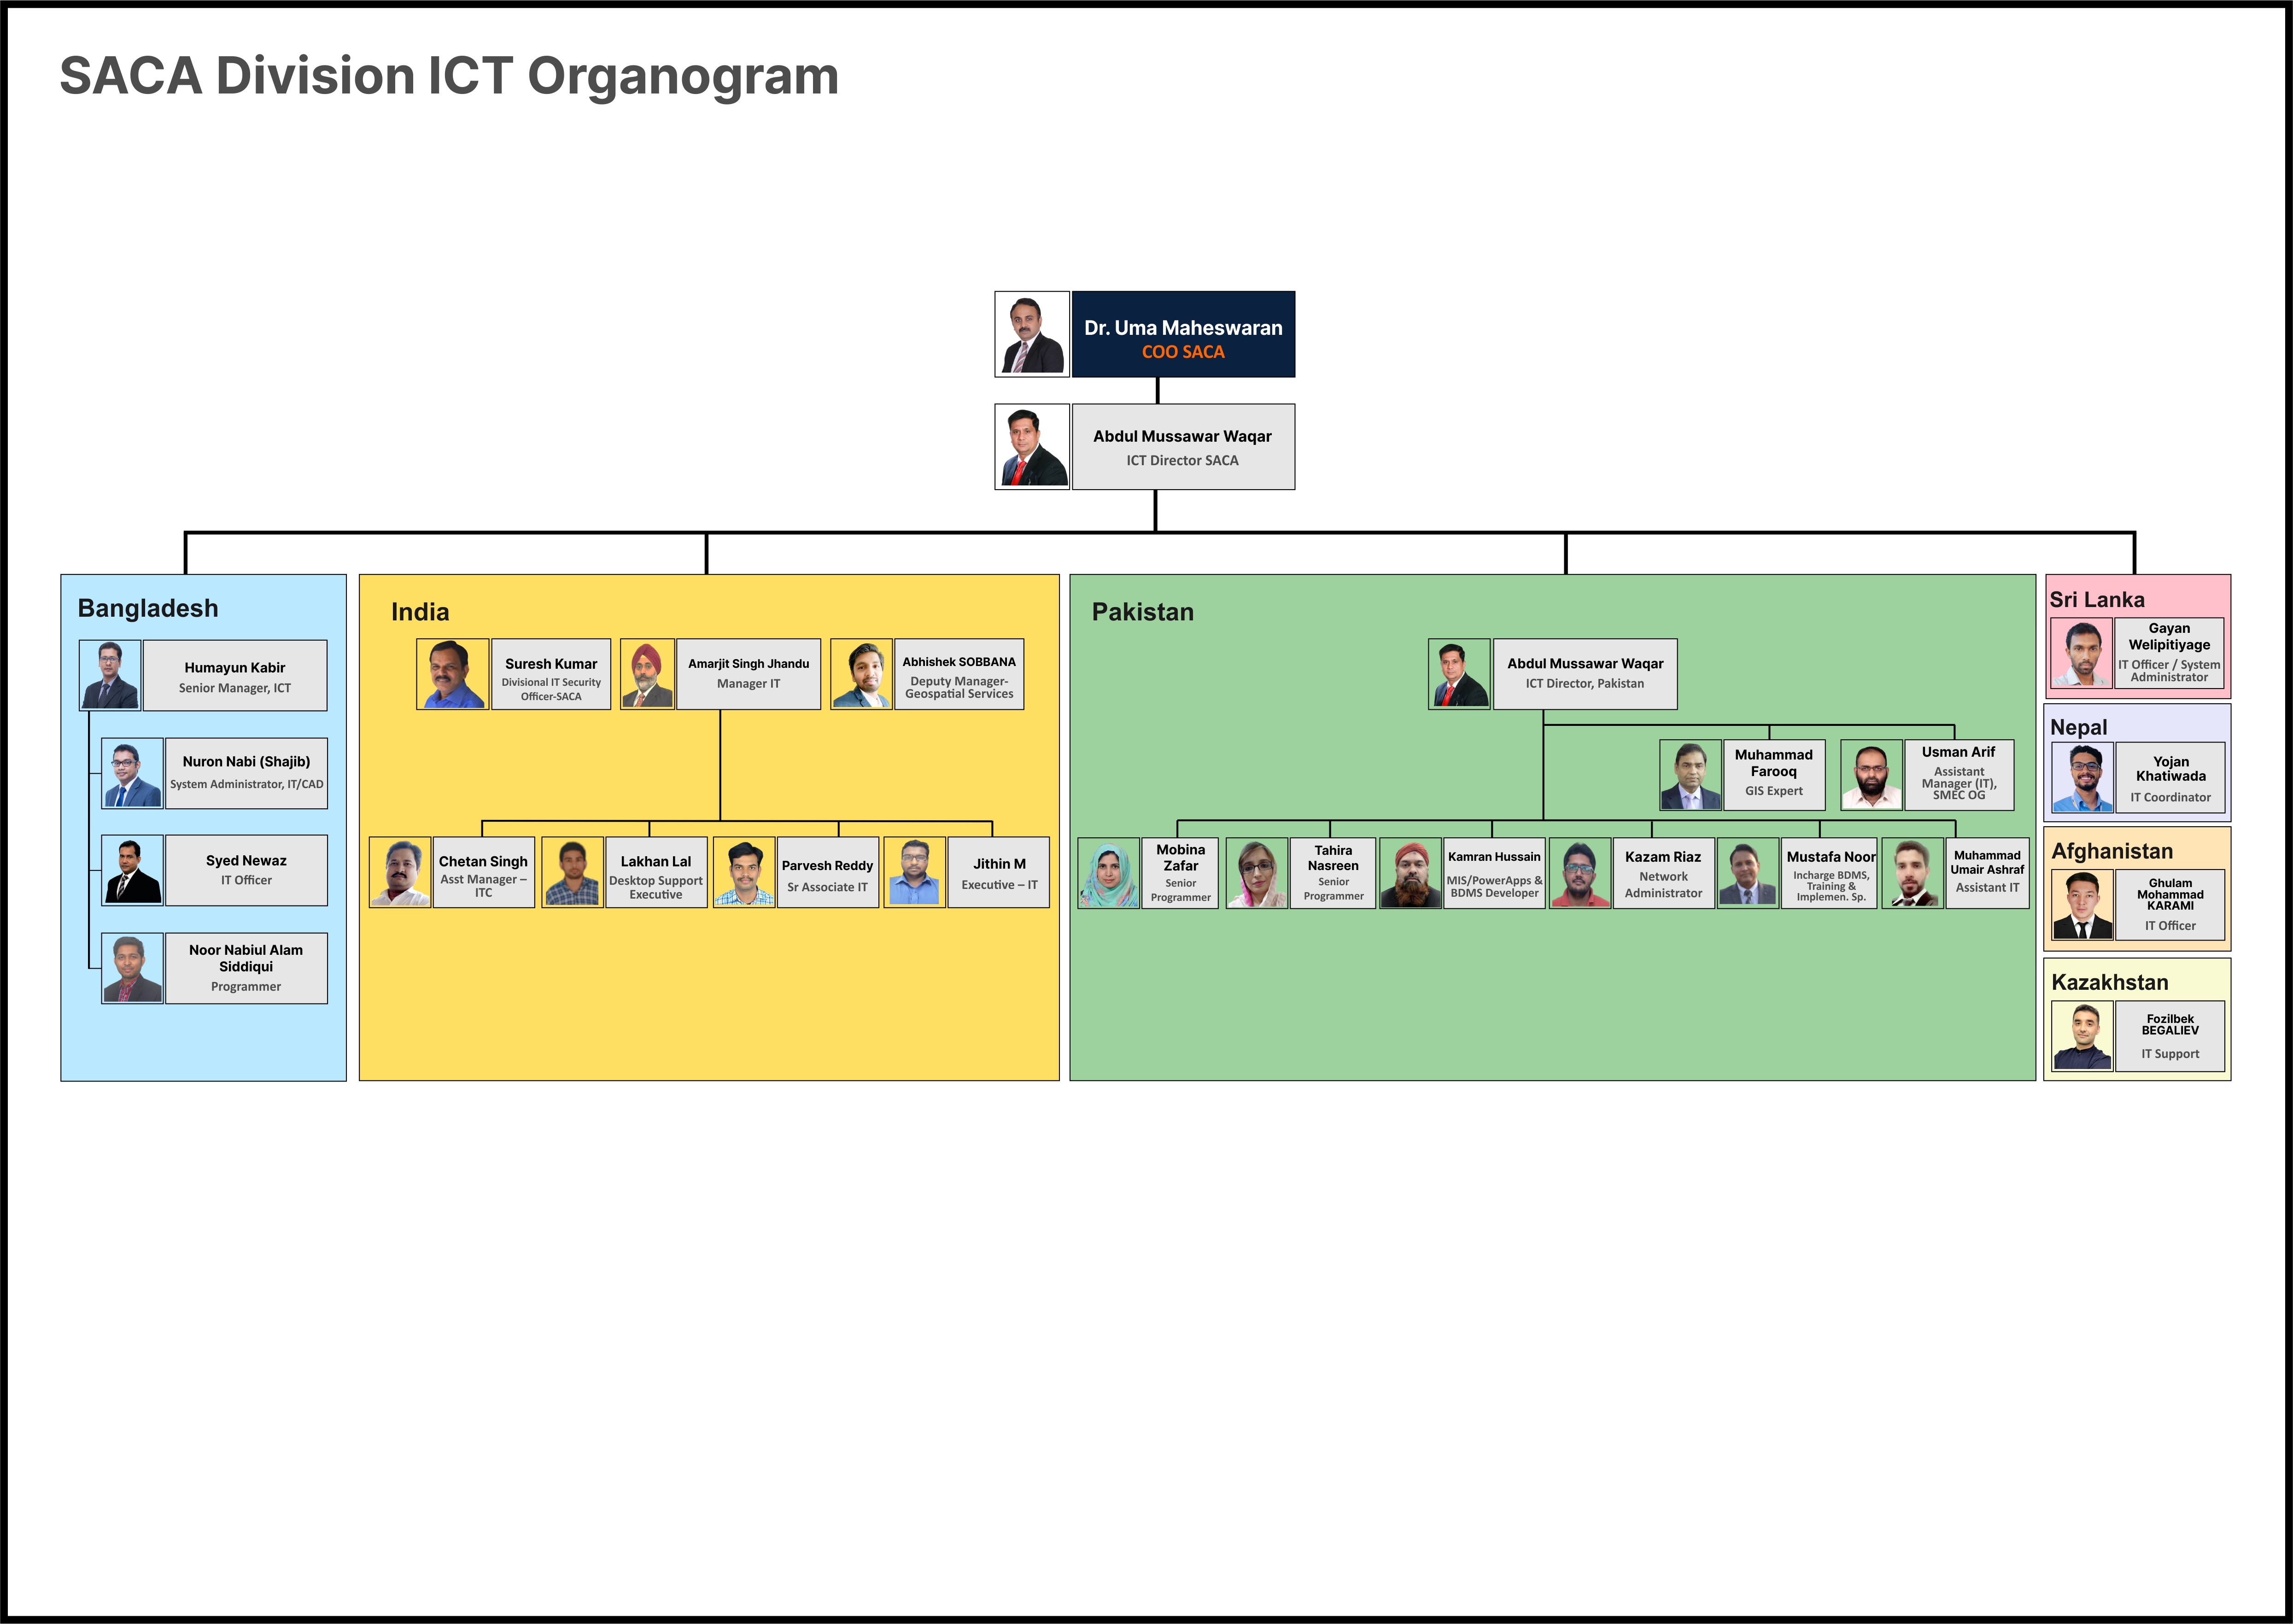 SACA Division ICT Organogram
Dr. Uma Maheswaran
COO SACA
Abdul Mussawar Waqar
ICT Director SACA
Bangladesh
Humayun Kabir
Senior Manager, ICT
Nuron Nabi (Shajib)
System Administrator, IT/CAD
Syed Newaz
IT Officer
Noor Nabiul Alam
Siddiqui
Programmer
India
Suresh Kumar
Divisional IT Security
Officer-SACA
Amarjit Singh Jhandu
Manager IT
Abhishek SOBBANA
Deputy Manager-
Geospatial Services
Chetan Singh
Asst Manager –
ITC
Lakhan Lal
Desktop Support
Executive
Parvesh Reddy
Sr Associate IT
Jithin M
Executive – IT
Pakistan
Abdul Mussawar Waqar
ICT Director, Pakistan
Muhammad
Farooq
GIS Expert
Usman Arif
Assistant
Manager (IT),
SMEC OG
Mobina
Zafar
Senior
Programmer
Tahira
Nasreen
Senior
Programmer
Kamran Hussain
MIS/PowerApps &
BDMS Developer
Kazam Riaz
Network
Administrator
Mustafa Noor
Incharge BDMS,
Training &
Implemen. Sp.
Muhammad
Umair Ashraf
Assistant IT
Sri Lanka
Gayan
Welipitiyage
IT Officer / System
Administrator
Nepal
Yojan
Khatiwada
IT Coordinator
Afghanistan
Ghulam
Mohammad
KARAMI
IT Officer
Kazakhstan
Fozilbek
BEGALIEV
IT Support